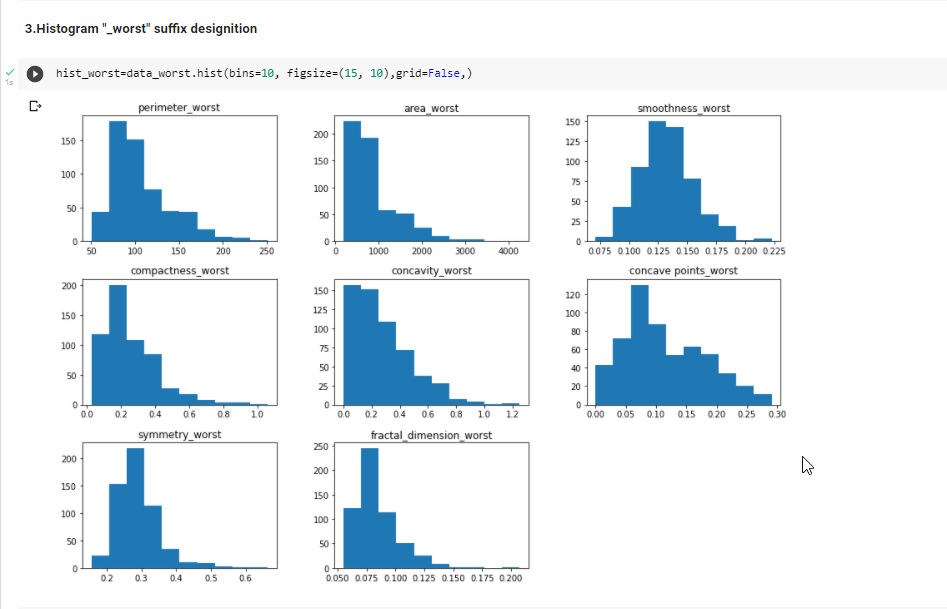 3.Histogram "_worst" suffix designition
hist_worst=data_worst.hist(bins=10, figsize=(15, 10),grid=False,)
1s
perimeter_worst
150
100
50
0
50 100 150 200 250
area_worst
200
150
100
50
0
0 1000 2000 3000 4000
smoothness_worst
150
125
100
75
50
25
0
0.075 0.100 0.125 0.150 0.175 0.200 0.225
compactness_worst
200
150
100
50
0
0.0 0.2 0.4 0.6 0.8 1.0
concavity_worst
150
125
100
75
50
25
0
0.0 0.2 0.4 0.6 0.8 1.0 1.2
concave points_worst
120
100
80
60
40
20
0
0.00 0.05 0.10 0.15 0.20 0.25 0.30
symmetry_worst
200
150
100
50
0
0.2 0.3 0.4 0.5 0.6
fractal_dimension_worst
250
200
150
100
50
0
0.050 0.075 0.100 0.125 0.150 0.175 0.200